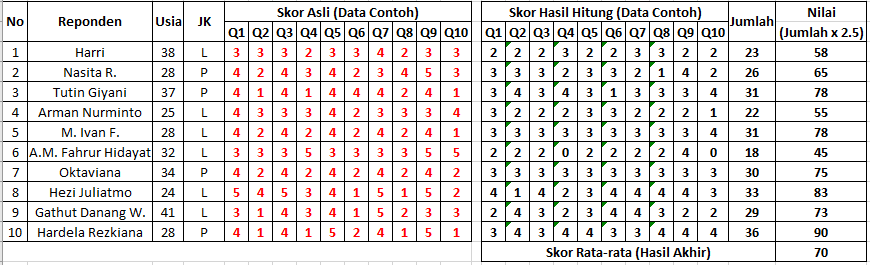 No Reponden Usia JK Skor Asli (Data Contoh) Skor Hasil Hitung (Data Contoh) Jumlah Nilai (Jumlah x 2.5)
Q1 Q2 Q3 Q4 Q5 Q6 Q7 Q8 Q9 Q10 Q1 Q2 Q3 Q4 Q5 Q6 Q7 Q8 Q9 Q10
1 Harri 38 L 3 3 3 2 3 3 4 2 3 3 2 2 2 3 2 2 3 3 2 2 23 58
2 Nasita R. 28 P 4 2 4 3 4 2 3 4 5 3 3 3 3 2 3 3 2 1 4 2 26 65
3 Tutin Giyani 37 P 4 1 4 1 4 4 4 2 4 1 3 4 3 4 3 1 3 3 3 4 31 78
4 Arman Nurminto 25 L 4 3 3 3 4 2 3 3 3 4 3 2 2 2 3 3 2 2 2 1 22 55
5 M. Ivan F. 28 L 4 2 4 2 4 2 4 2 4 1 3 3 3 3 3 3 3 3 3 4 31 78
6 A.M. Fahrur Hidayat 32 L 3 3 3 5 3 3 3 3 5 5 2 2 2 0 2 2 2 2 4 0 18 45
7 Oktaviana 34 P 4 2 4 2 4 2 4 2 4 2 3 3 3 3 3 3 3 3 3 3 30 75
8 Hezi Juliatmo 24 L 5 4 5 3 4 1 5 1 5 2 4 1 4 2 3 4 4 4 4 3 33 83
9 Gathut Danang W. 41 L 3 1 4 3 4 1 5 2 3 3 2 4 3 2 3 4 4 3 2 2 29 73
10 Hardela Rezkiana 28 P 4 1 4 1 5 2 4 1 5 1 3 4 3 4 4 3 3 4 4 4 36 90
Skor Rata-rata (Hasil Akhir) 70